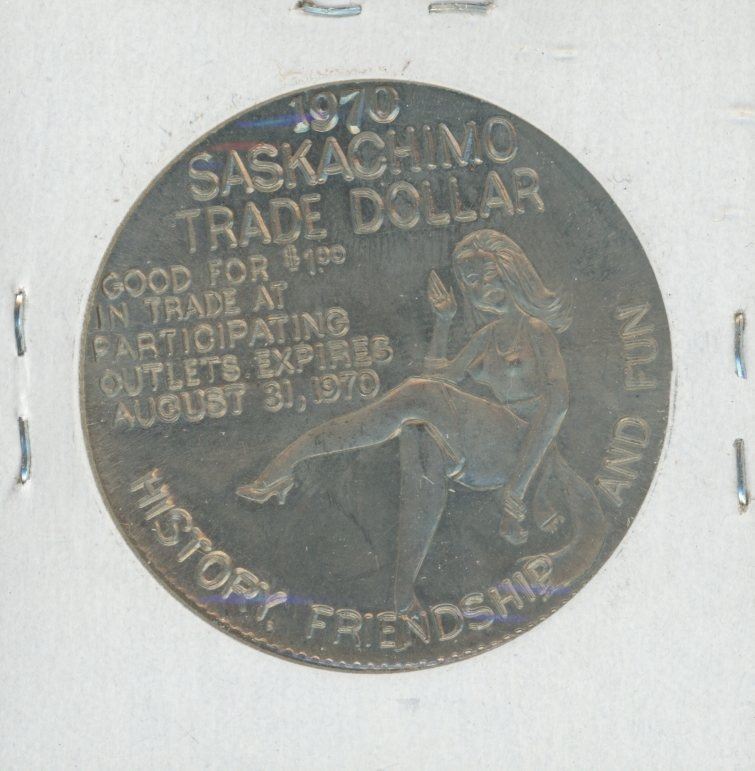 1970
SASKACHIMO
TRADE DOLLAR
GOOD FOR $1.00
IN TRADE AT
PARTICIPATING
OUTLETS EXPIRES
AUGUST 31, 1970
HISTORY, FRIENDSHIP AND FUN